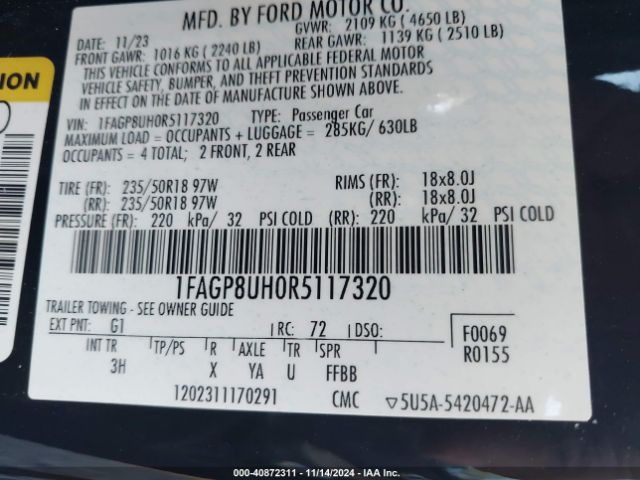 MFD. BY FORD MOTOR CO.
DATE: 11/23 GVWR: 2109 KG ( 4650 LB)
FRONT GAWR: 1016 KG ( 2240 LB) REAR GAWR: 1139 KG ( 2510 LB)
THIS VEHICLE CONFORMS TO ALL APPLICABLE FEDERAL MOTOR
VEHICLE SAFETY, BUMPER, AND THEFT PREVENTION STANDARDS
IN EFFECT ON THE DATE OF MANUFACTURE SHOWN ABOVE.
VIN: 1FAGP8UH0R5117320 TYPE: Passenger Car
MAXIMUM LOAD = OCCUPANTS + LUGGAGE = 285KG/ 630LB
OCCUPANTS = 4 TOTAL; 2 FRONT, 2 REAR
TIRE (FR): 235/50R18 97W RIMS (FR): 18x8.0J
(RR): 235/50R18 97W (RR): 18x8.0J
PRESSURE (FR): 220 kPa/ 32 PSI COLD (RR): 220 kPa/ 32 PSI COLD
1FAGP8UH0R5117320
TRAILER TOWING - SEE OWNER GUIDE
EXT PNT: G1 RC: 72 DSO: F0069
INT TR TP/PS R AXLE TR SPR R0155
3H X YA U FFBB
1202311170291 CMC ▽5U5A-5420472-AA
000-40872311 - 11/14/2024 - IAA Inc.